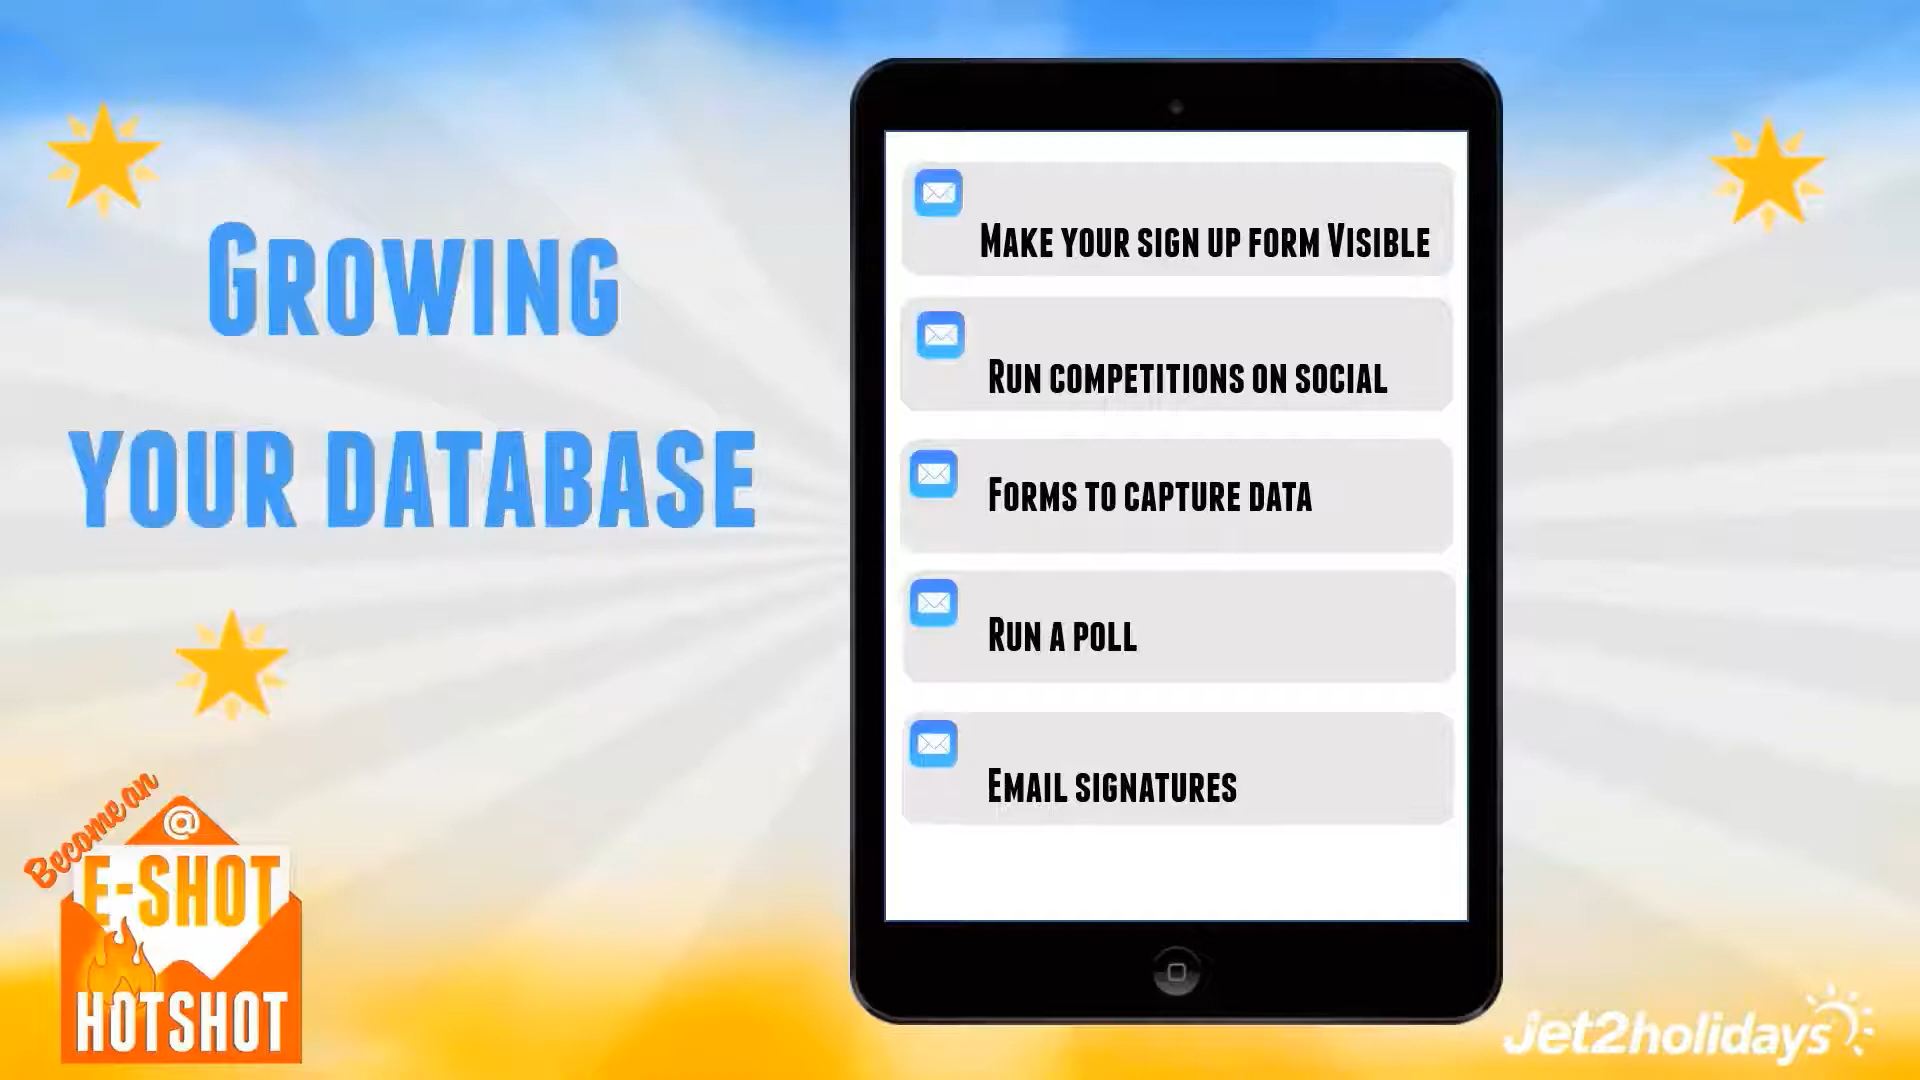 Growing
your database
Make your sign up form Visible
Run competitions on social
Forms to capture data
Run a poll
Email signatures
Become an
@
E-SHOT
HOTSHOT
Jet2holidays